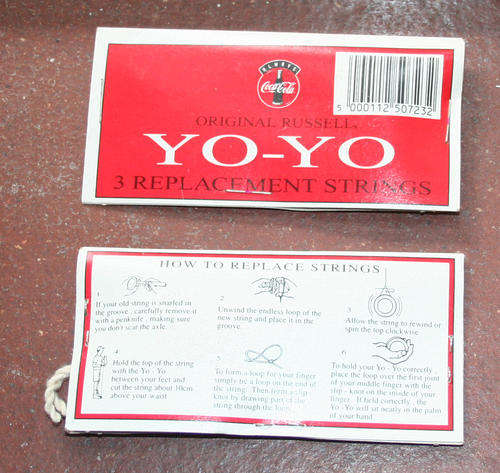 ALWAYS
Coca-Cola
5 000112 507232
ORIGINAL RUSSELL
YO-YO
3 REPLACEMENT STRINGS
HOW TO REPLACE STRINGS
1
If your old string is snarled in
the groove , carefully remove it
with a penknife , making sure
you don't scar the axle.
2
Unwind the endless loop of the
new string and place it in the
groove.
3
Allow the string to rewind or
spin the top clockwise
4
Hold the top of the string
with the Yo - Yo
between your feet and
cut the string about 10cm
above your waist
To form a loop for your finger
simply tie a loop on the end of
the string. Then form a slip
knot by drawing part of the
string through the loop
6
To hold your Yo - Yo correctly ,
place the loop over the first joint
of your middle finger with the
slip - knot on the inside of your
finger. If held correctly , the
Yo -Yo will sit neatly in the palm
of your hand